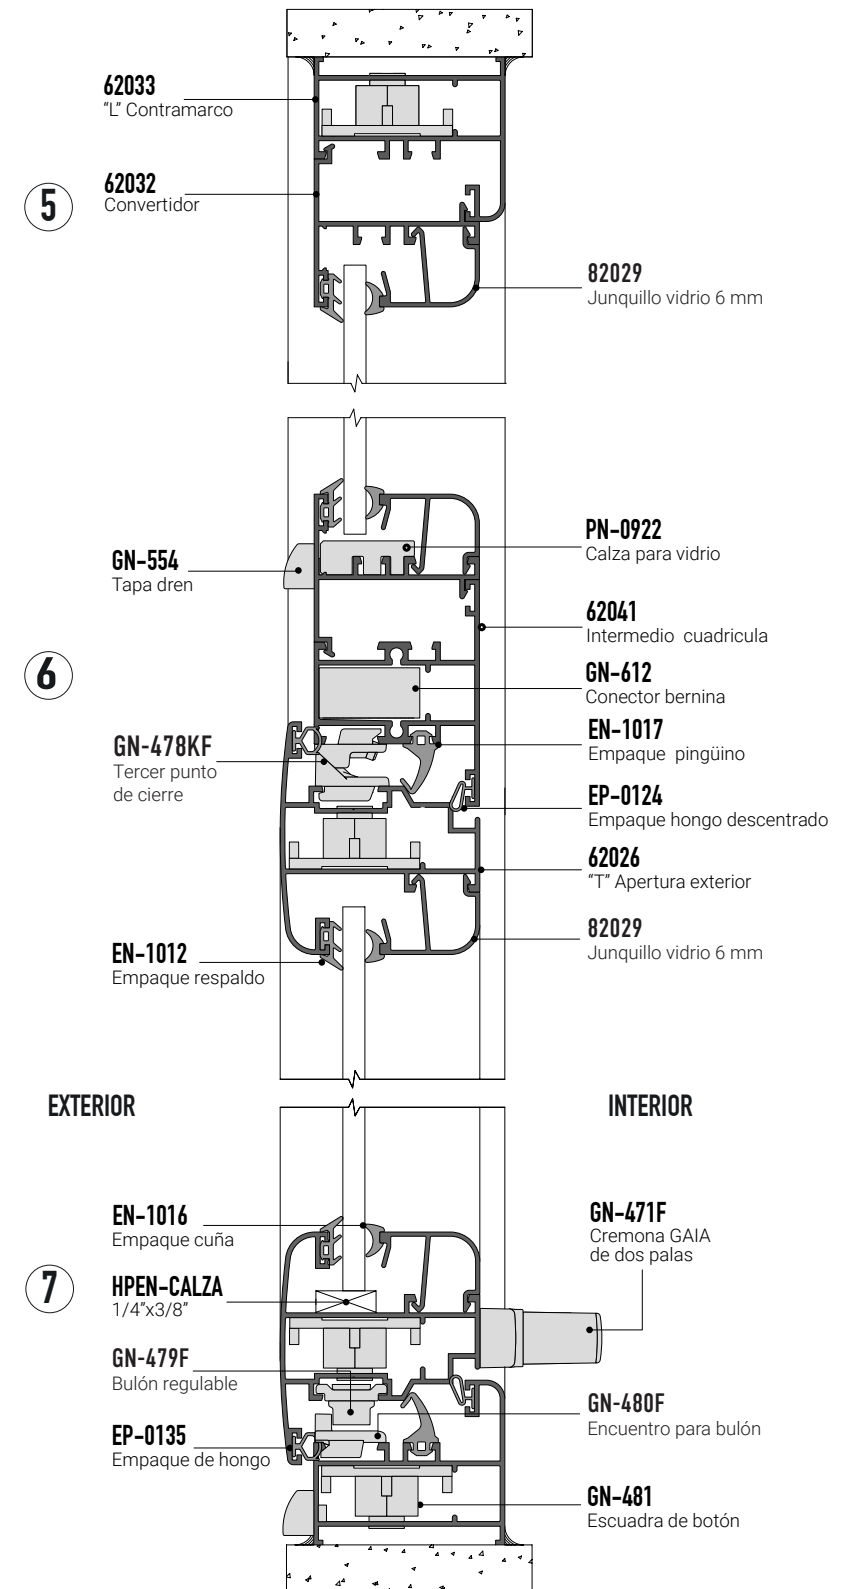 62033
“L” Contramarco
5
62032
Convertidor
82029
Junquillo vidrio 6 mm
PN-0922
Calza para vidrio
GN-554
Tapa dren
62041
Intermedio cuadricula
6
GN-612
Conector bernina
EN-1017
Empaque pingüino
GN-478KF
Tercer punto
de cierre
EP-0124
Empaque hongo descentrado
62026
“T” Apertura exterior
82029
Junquillo vidrio 6 mm
EN-1012
Empaque respaldo
EXTERIOR
INTERIOR
EN-1016
Empaque cuña
GN-471F
Cremona GAIA
de dos palas
7
HPEN-CALZA
1/4”x3/8”
GN-479F
Bulón regulable
GN-480F
Encuentro para bulón
EP-0135
Empaque de hongo
GN-481
Escuadra de botón